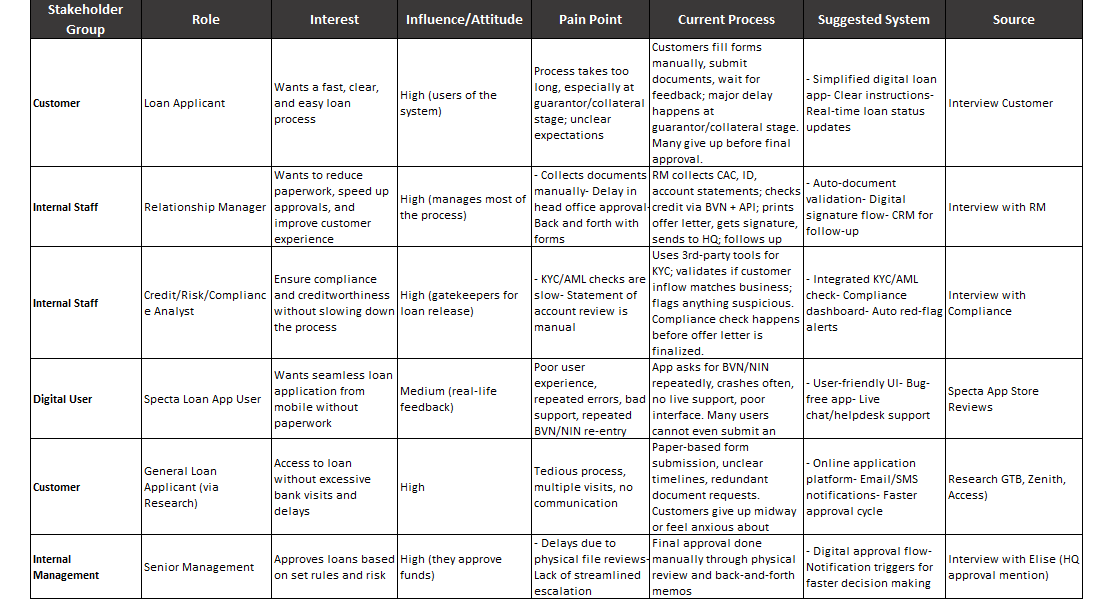 Stakeholder
Group
Role
Interest
Influence/Attitude
Pain Point
Current Process
Suggested System
Source
Customer
Loan Applicant
Wants a fast, clear,
and easy loan
process
High (users of the
system)
Process takes too
long, especially at
guarantor/collateral
stage; unclear
expectations
Customers fill forms
manually, submit
documents, wait for
feedback; major delay
happens at
guarantor/collateral stage.
Many give up before final
approval.
- Simplified digital loan
app- Clear instructions-
Real-time loan status
updates
Interview Customer
Internal Staff
Relationship Manager
Wants to reduce
paperwork, speed up
approvals, and
improve customer
experience
High (manages most of
the process)
- Collects documents
manually- Delay in
head office approval-
Back and forth with
forms
RM collects CAC, ID,
account statements; checks
credit via BVN + API; prints
offer letter, gets signature,
sends to HQ; follows up
- Auto-document
validation- Digital
signature flow- CRM for
follow-up
Interview with RM
Internal Staff
Credit/Risk/Complianc
e Analyst
Ensure compliance
and creditworthiness
without slowing down
the process
High (gatekeepers for
loan release)
- KYC/AML checks are
slow- Statement of
account review is
manual
Uses 3rd-party tools for
KYC; validates if customer
inflow matches business;
flags anything suspicious.
Compliance check happens
before offer letter is
finalized.
- Integrated KYC/AML
check- Compliance
dashboard- Auto red-flag
alerts
Interview with
Compliance
Digital User
Specta Loan App User
Wants seamless loan
application from
mobile without
paperwork
Medium (real-life
feedback)
Poor user
experience,
repeated errors, bad
support, repeated
BVN/NIN re-entry
App asks for BVN/NIN
repeatedly, crashes often,
no live support, poor
interface. Many users
cannot even submit an
- User-friendly UI- Bug-
free app- Live
chat/helpdesk support
Specta App Store
Reviews
Customer
General Loan
Applicant (via
Research)
Access to loan
without excessive
bank visits and
delays
High
Tedious process,
multiple visits, no
communication
Paper-based form
submission, unclear
timelines, redundant
document requests.
Customers give up midway
or feel anxious about
- Online application
platform- Email/SMS
notifications- Faster
approval cycle
Research GTB, Zenith,
Access)
Internal
Management
Senior Management
Approves loans based
on set rules and risk
High (they approve
funds)
- Delays due to
physical file reviews-
Lack of streamlined
escalation
Final approval done
manually through physical
review and back-and-forth
memos
- Digital approval flow-
Notification triggers for
faster decision making
Interview with Elise (HQ
approval mention)